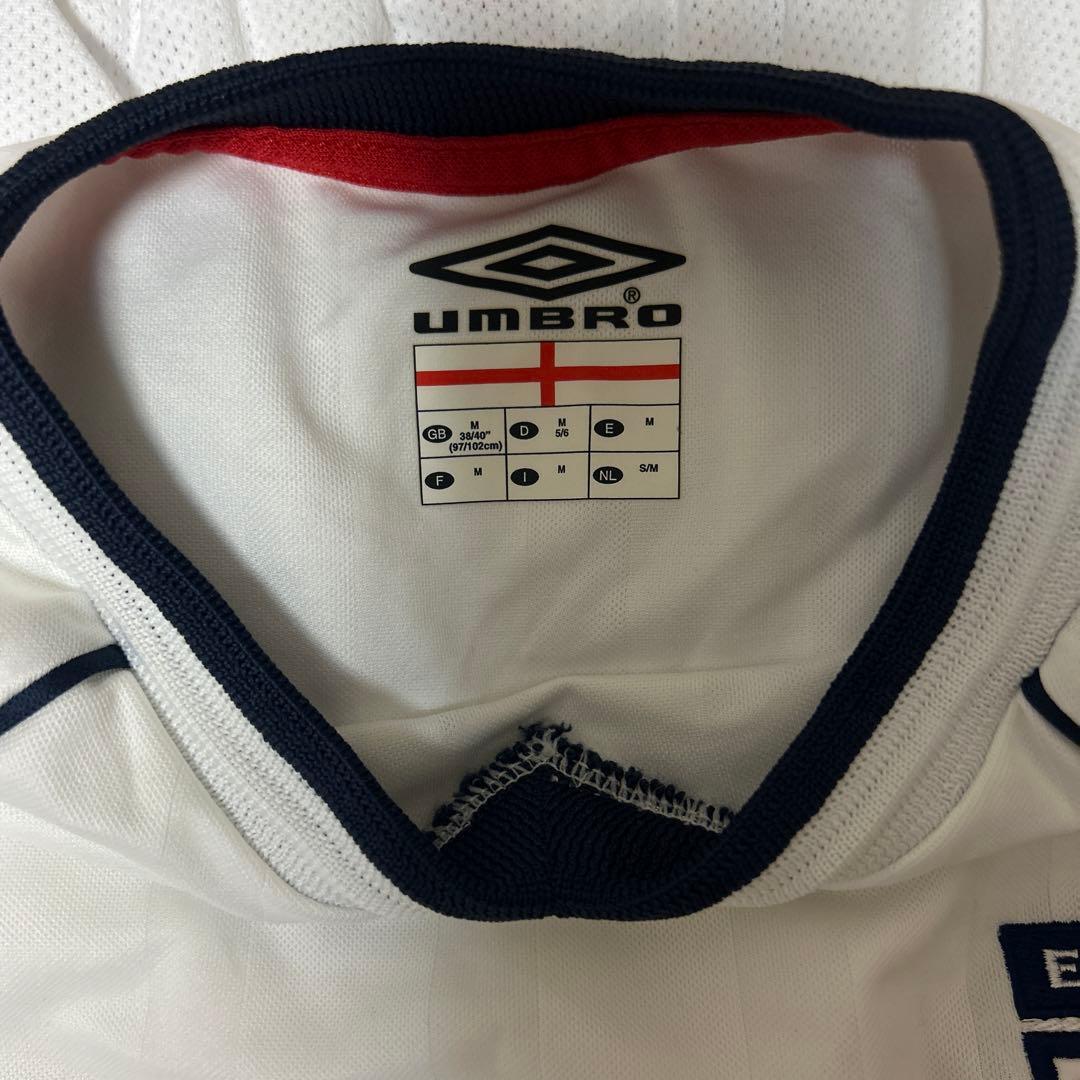 UMBRO®
GB M
38/40"
(97/102cm)
D M
5/6
E M
F M
I M
NL S/M
E